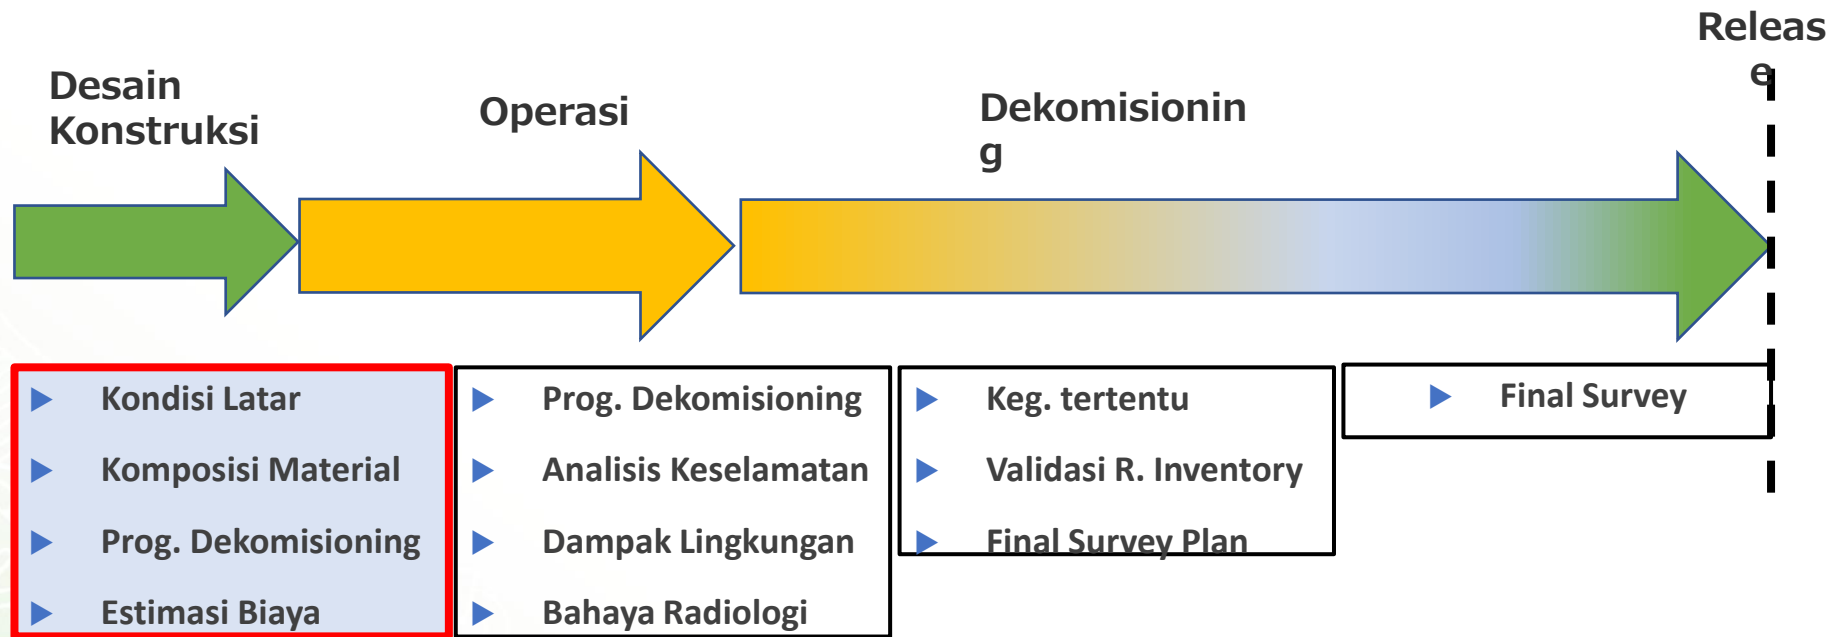 Desain
Konstruksi
Operasi
Dekomisionin
g
Releas
e
Kondisi Latar
Komposisi Material
Prog. Dekomisioning
Estimasi Biaya
Prog. Dekomisioning
Analisis Keselamatan
Dampak Lingkungan
Bahaya Radiologi
Keg. tertentu
Validasi R. Inventory
Final Survey Plan
Final Survey